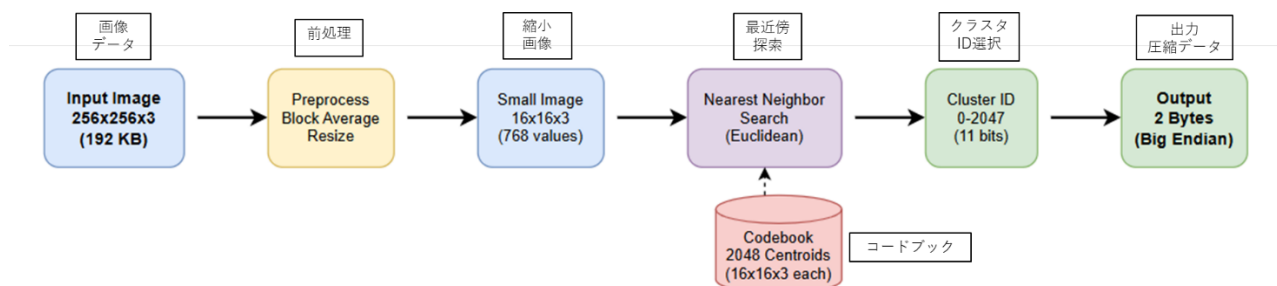 画像
データ
前処理
縮小
画像
最近傍
探索
クラスタ
ID選択
出力
圧縮データ
Input Image
256x256x3
(192 KB)
Preprocess
Block Average
Resize
Small Image
16x16x3
(768 values)
Nearest Neighbor
Search
(Euclidean)
Cluster ID
0-2047
(11 bits)
Output
2 Bytes
(Big Endian)
Codebook
2048 Centroids
(16x16x3 each)
コードブック